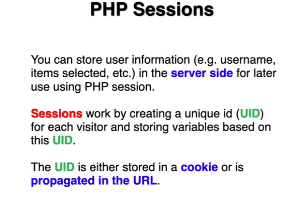 PHP Sessions
You can store user information (e.g. username,
items selected, etc.) in the server side for later
use using PHP session.
Sessions work by creating a unique id (UID)
for each visitor and storing variables based on
this UID.
The UID is either stored in a cookie or is
propagated in the URL.